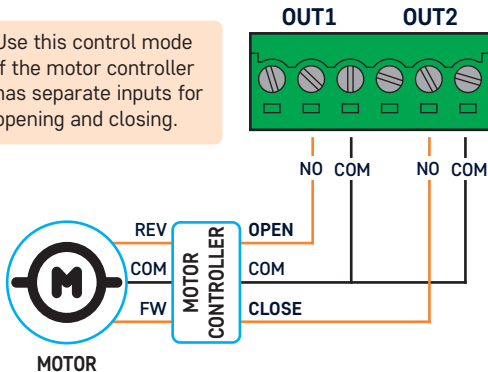 Use this control mode
if the motor controller
has separate inputs for
opening and closing.
OUT1 OUT2
NO COM NO COM
REV OPEN
COM COM
FW CLOSE
MOTOR
CONTROLLER
M
MOTOR